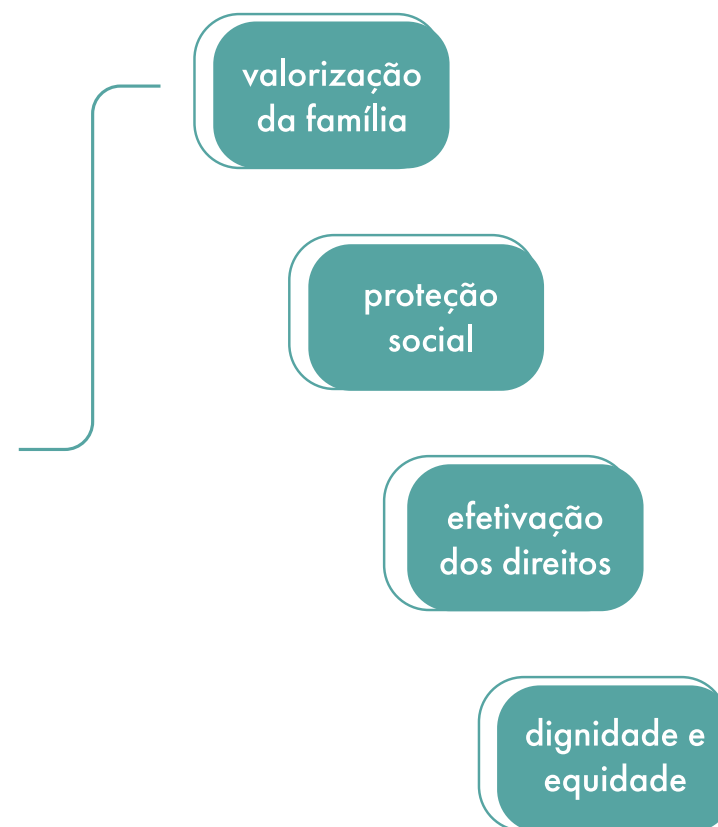 valorização
da família
proteção
social
efetivação
dos direitos
dignidade e
equidade